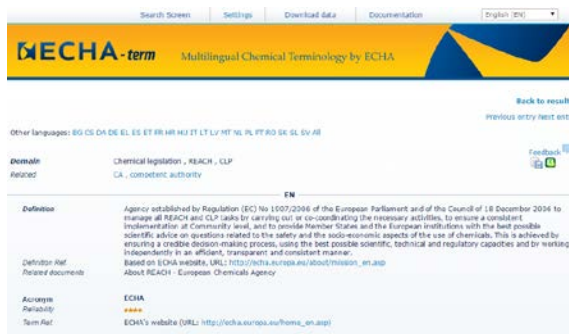 Search Screen Settings Download data Documentation English (EN)
ECHA-term Multilingual Chemical Terminology by ECHA
Back to result
Previous entry Next ent
Other languages: BG CS DA DE EL ES ET FI FR HR HU IT LT LV MT NL PL PT RO SK SL SV All
Feedback
Domain Chemical legislation , REACH , CLP
Related CA , competent authority
EN
Definition Agency established by Regulation (EC) No 1907/2006 of the European Parliament and of the Council of 18 December 2006 to
manage all REACH and CLP tasks by carrying out or co-ordinating the necessary activities, to ensure a consistent
implementation at Community level, and to provide Member States and the European institutions with the best possible
scientific advice on questions related to the safety and the socio-economic aspects of the use of chemicals. This is achieved by
ensuring a credible decision-making process, using the best possible scientific, technical and regulatory capacities and by working
independently in an efficient, transparent and consistent manner.
Definition Ref. Based on ECHA website, URL: http://echa.europa.eu/about/mission_en.asp)
Related documents About REACH - European Chemicals Agency
Acronym ECHA
Reliability
Term Ref. ECHA's website (URL: http://echa.europa.eu/home_en.asp)